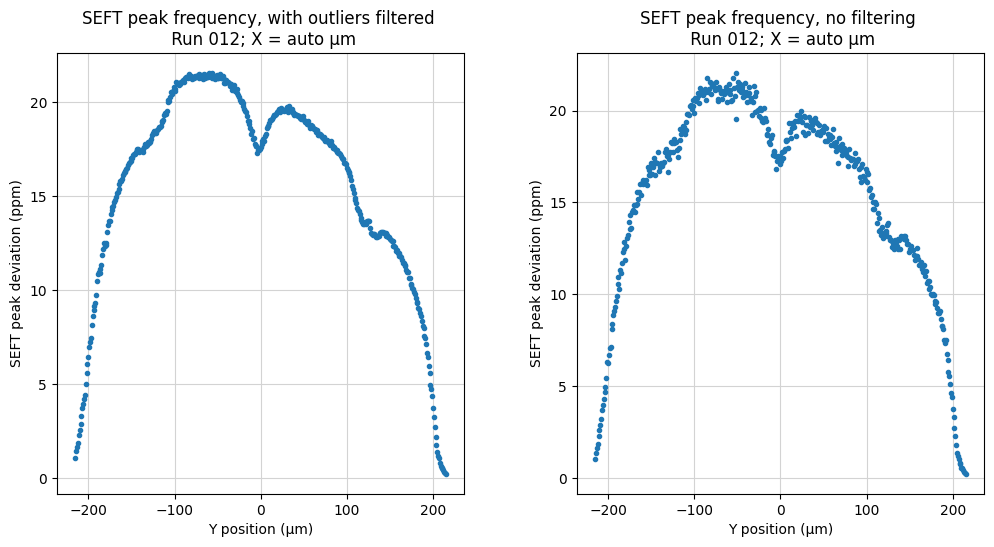 SEFT peak frequency, with outliers filtered
Run 012; X = auto μm
SEFT peak deviation (ppm)
20
15
10
5
0
−200
−100
0
100
200
Y position (μm)
SEFT peak frequency, no filtering
Run 012; X = auto μm
SEFT peak deviation (ppm)
20
15
10
5
0
−200
−100
0
100
200
Y position (μm)